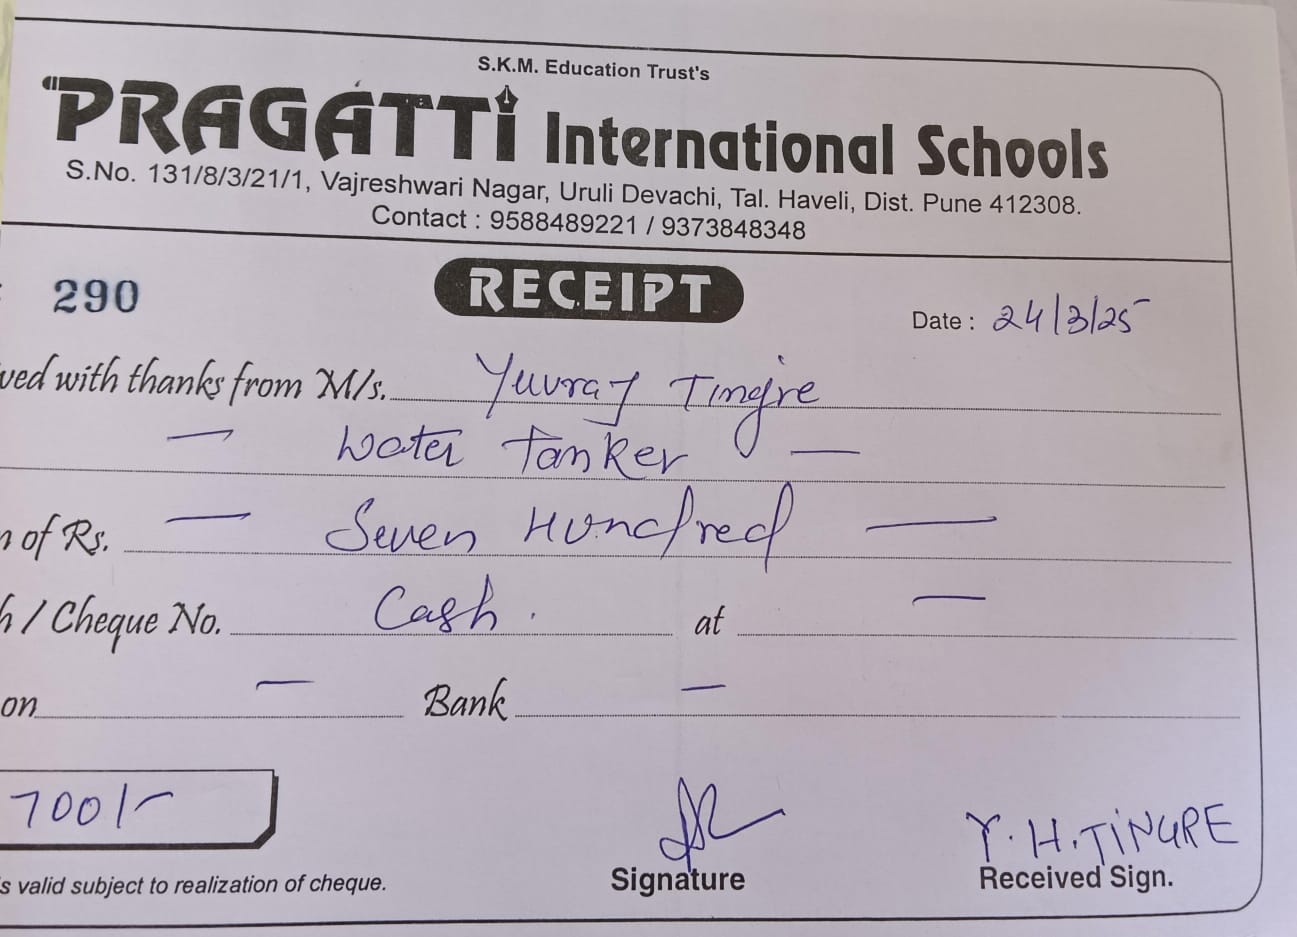 S.K.M. Education Trust's
"PRAGATTi International Schools
S.No. 131/8/3/21/1, Vajreshwari Nagar, Uruli Devachi, Tal. Haveli, Dist. Pune 412308.
Contact : 9588489221 / 9373848348
290 RECEIPT Date : 24/3/25
ved with thanks from M/s. Yuvraj Tingre
— Water Tanker —
of Rs. — Seven Hundred —
h / Cheque No. Cash. at —
on — Bank —
700/-
Signature Y.H.TINGRE
Received Sign.
s valid subject to realization of cheque.